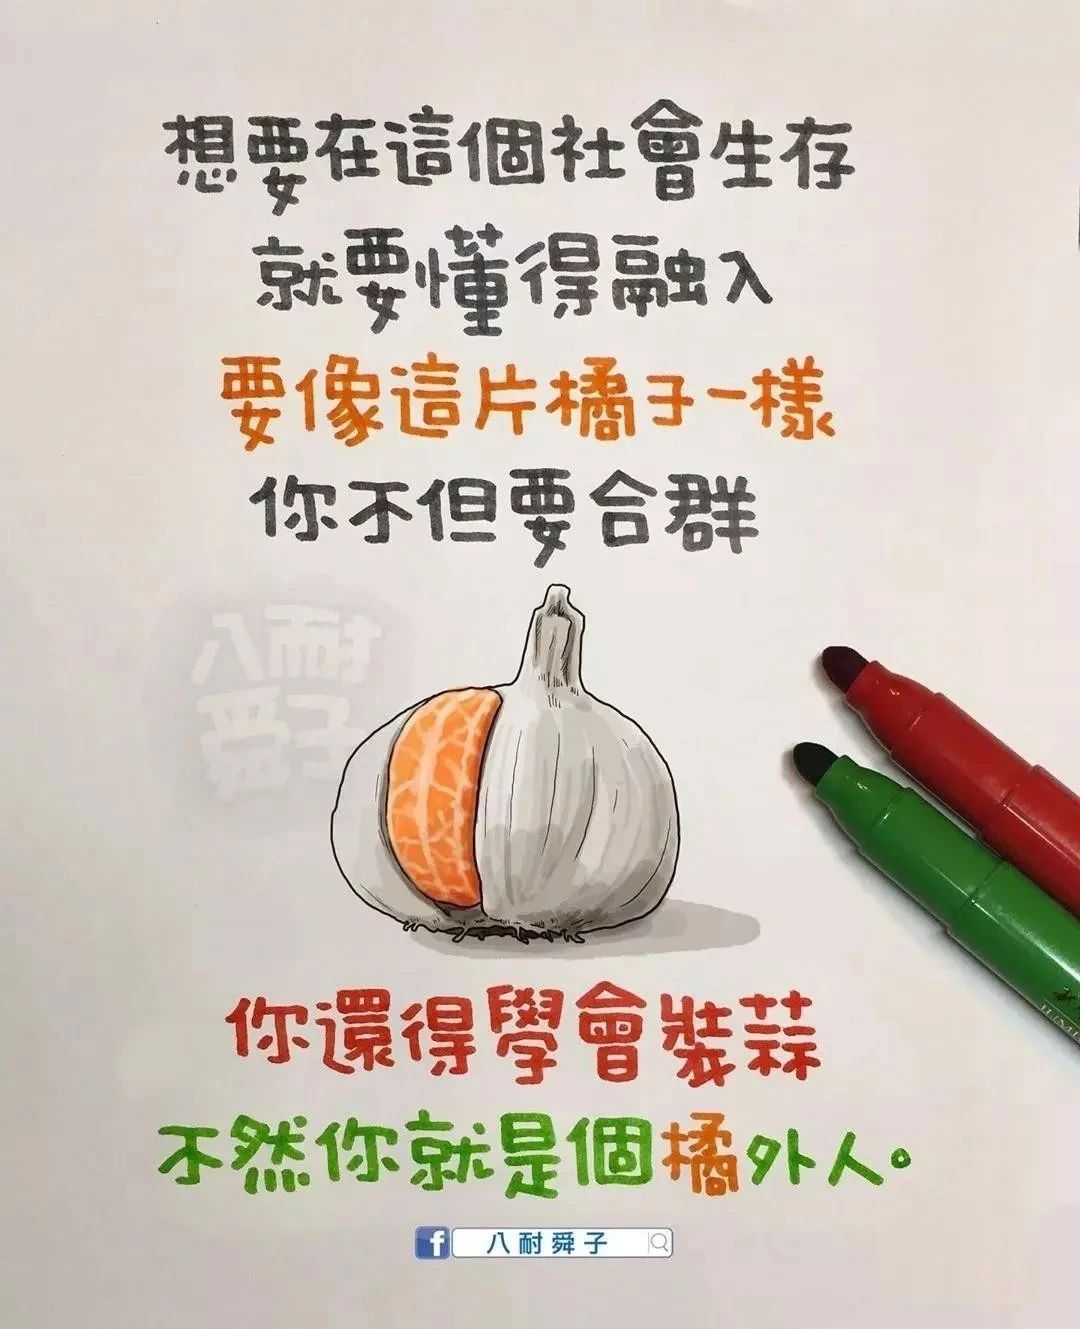 想要在這個社會生存
就要懂得融入
要像這片橘子一樣
你不但要合群
八耐
舜子
你還得學會裝蒜
不然你就是個橘外人。
八耐舜子